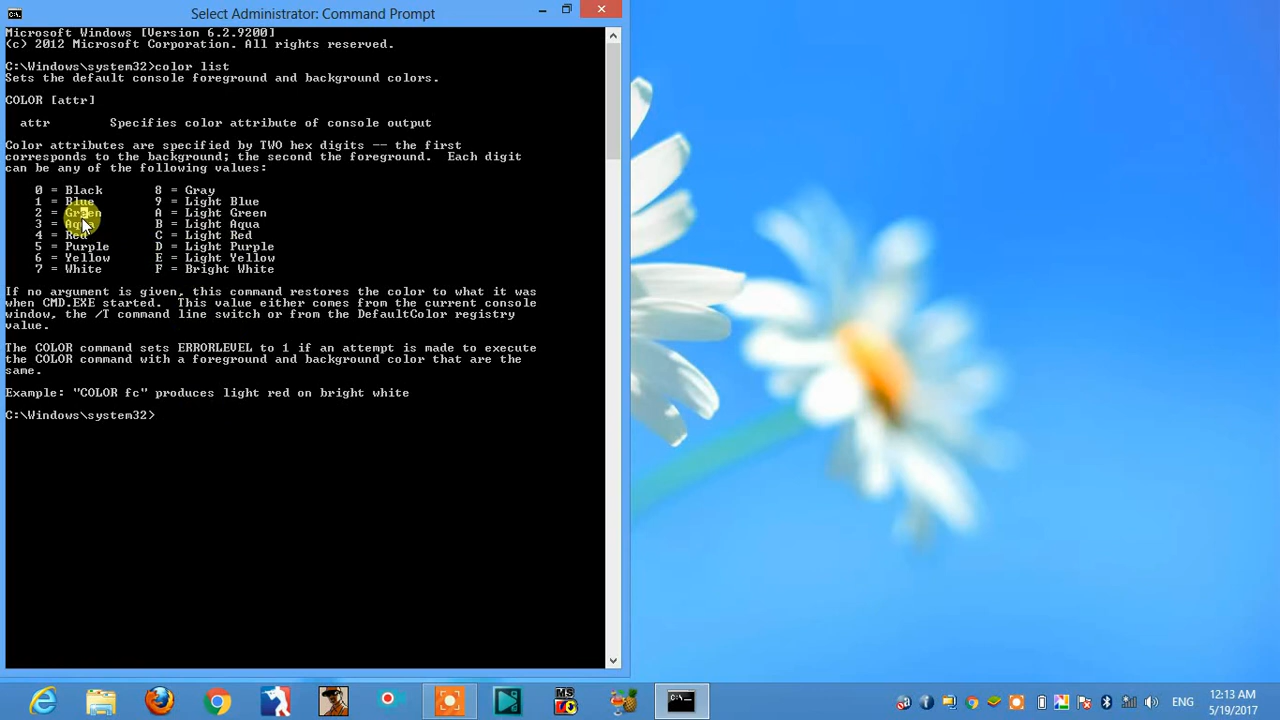 Select Administrator: Command Prompt
Microsoft Windows [Version 6.2.9200]
(c) 2012 Microsoft Corporation. All rights reserved.
C:\Windows\system32>color list
Sets the default console foreground and background colors.
COLOR [attr]
attr        Specifies color attribute of console output
Color attributes are specified by TWO hex digits -- the first
corresponds to the background; the second the foreground.  Each digit
can be any of the following values:
0 = Black       8 = Gray
1 = Blue        9 = Light Blue
2 = Green       A = Light Green
3 = Aqua        B = Light Aqua
4 = Red         C = Light Red
5 = Purple      D = Light Purple
6 = Yellow      E = Light Yellow
7 = White       F = Bright White
If no argument is given, this command restores the color to what it was
when CMD.EXE started.  This value either comes from the current console
window, the /T command line switch or from the DefaultColor registry
value.
The COLOR command sets ERRORLEVEL to 1 if an attempt is made to execute
the COLOR command with a foreground and background color that are the
same.
Example: "COLOR fc" produces light red on bright white
C:\Windows\system32>
MS
C:\_
ENG
12:13 AM
5/19/2017